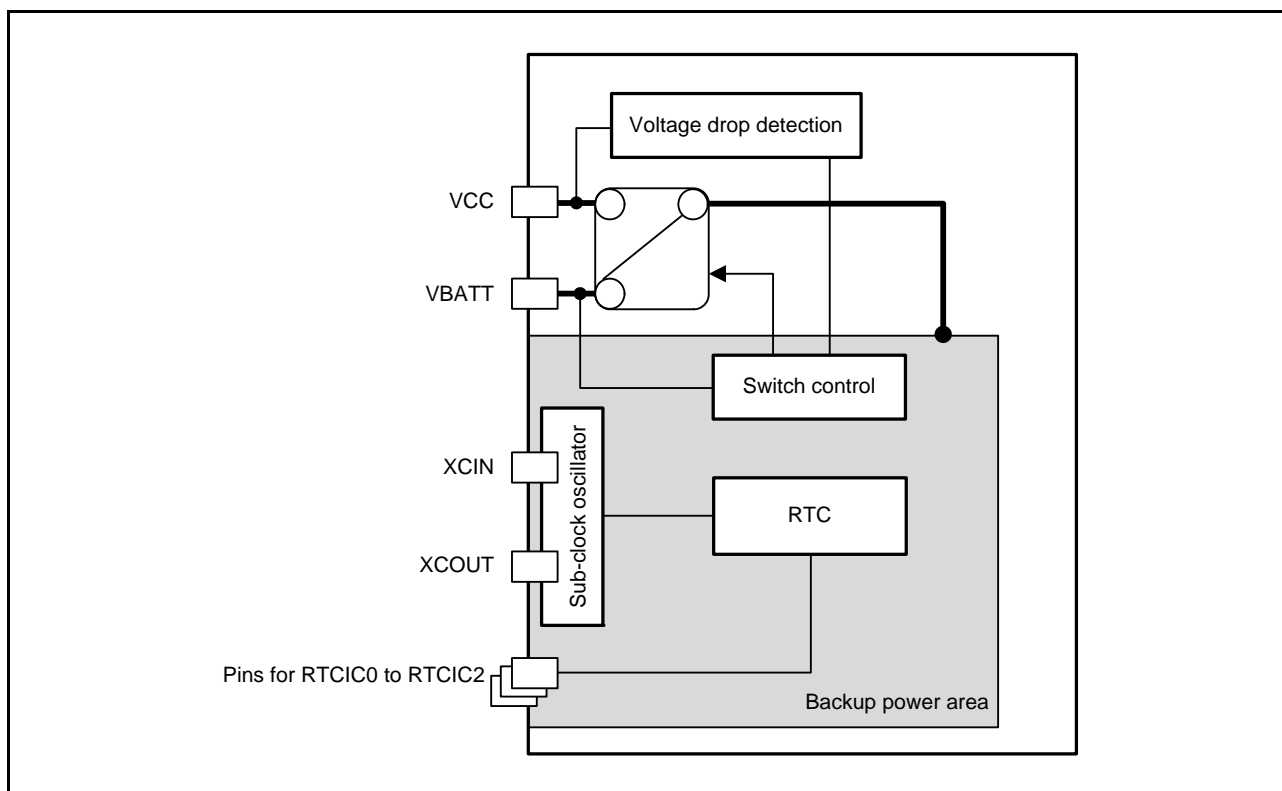 Voltage drop detection
VCC
VBATT
Switch control
XCIN
Sub-clock oscillator
RTC
XCOUT
Pins for RTCIC0 to RTCIC2
Backup power area